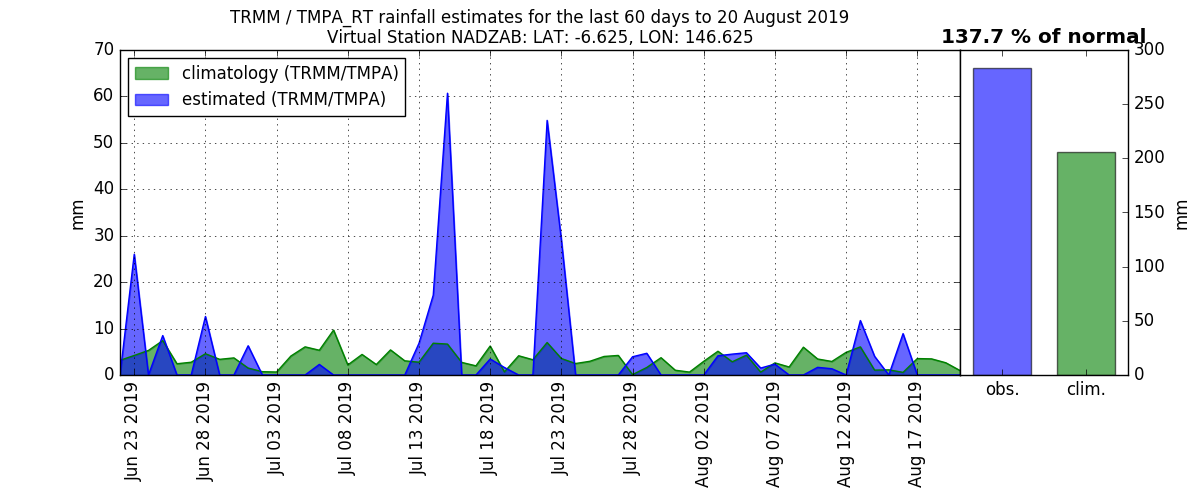 TRMM / TMPA_RT rainfall estimates for the last 60 days to 20 August 2019
Virtual Station NADZAB: LAT: -6.625, LON: 146.625
137.7 % of normal
climatology (TRMM/TMPA)
estimated (TRMM/TMPA)
70
60
50
40
30
20
10
0
mm
Jun 23 2019
Jun 28 2019
Jul 03 2019
Jul 08 2019
Jul 13 2019
Jul 18 2019
Jul 23 2019
Jul 28 2019
Aug 02 2019
Aug 07 2019
Aug 12 2019
Aug 17 2019
obs.
clim.
300
250
200
150
100
50
0
mm